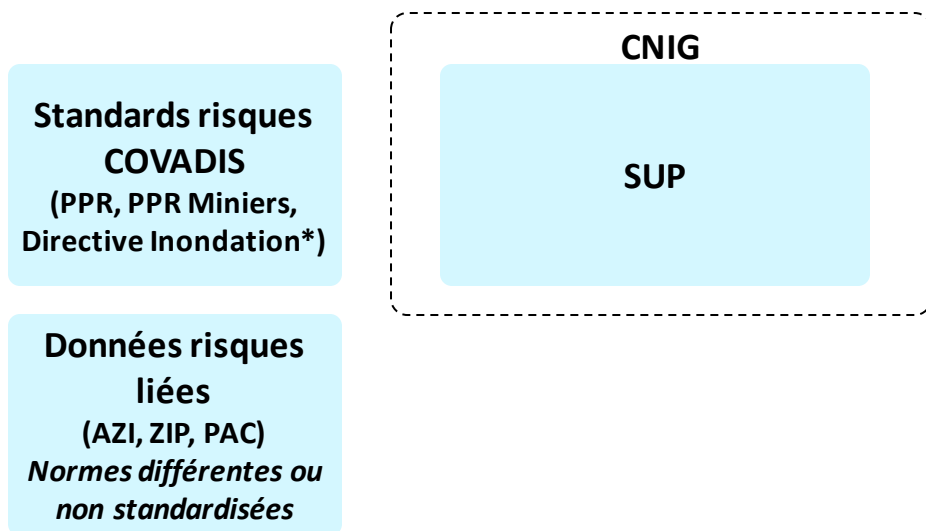 Standards risques
COVADIS
(PPR, PPR Miniers,
Directive Inondation*)
CNIG
SUP
Données risques
liées
(AZI, ZIP, PAC)
Normes différentes ou
non standardisées